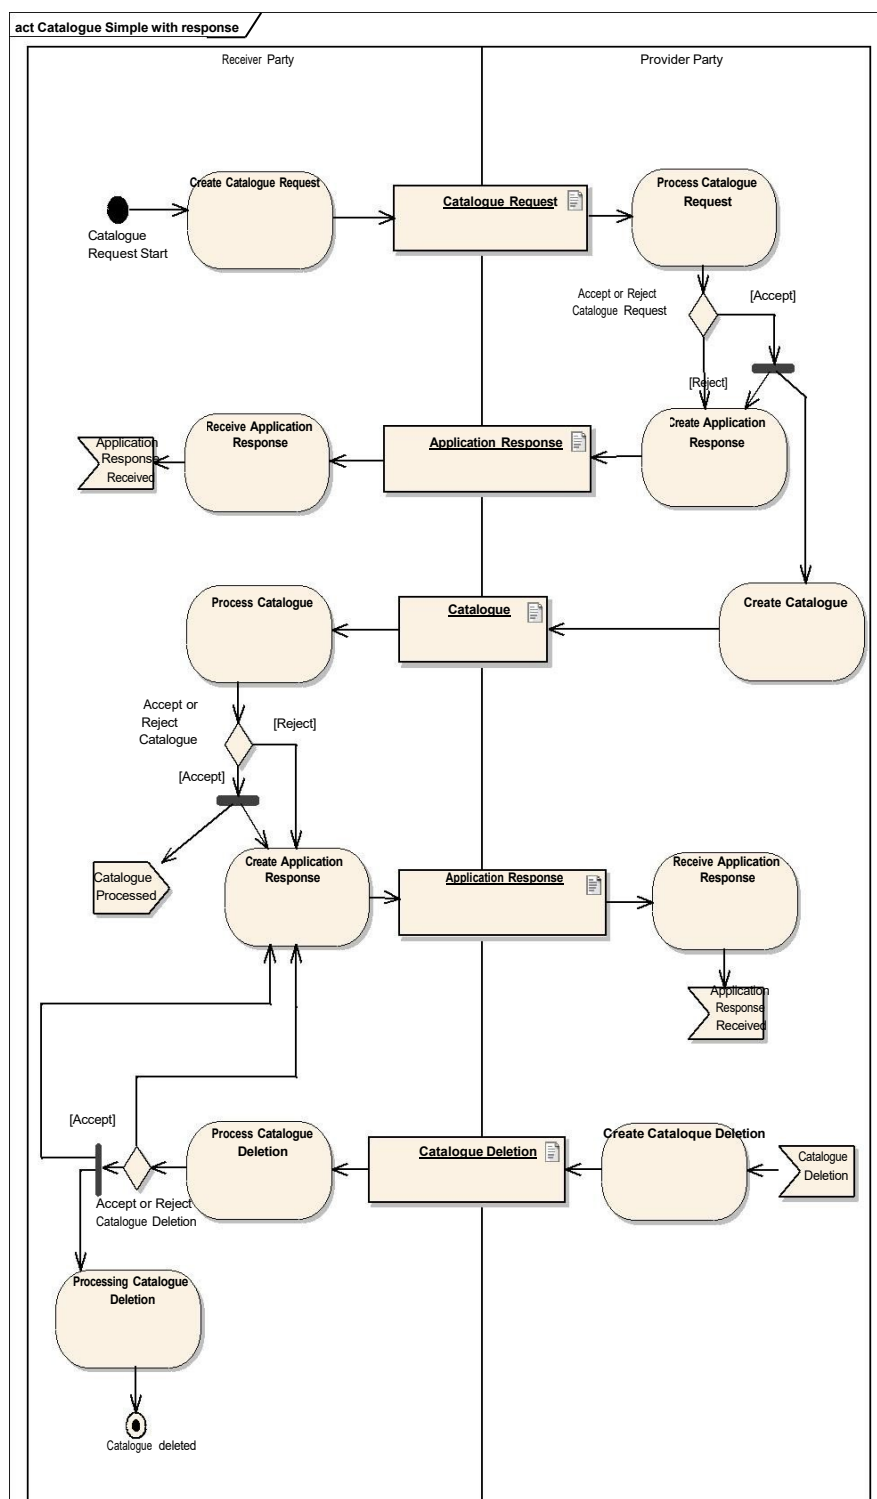 act Catalogue Simple with response
Receiver Party
Provider Party
Create Catalogue Request
Catalogue Request
Process Catalogue
Request
Catalogue
Request Start
Accept or Reject
Catalogue Request
[Accept]
[Reject]
Receive Application
Response
Application
Response
Received
Application Response
Create Application
Response
Process Catalogue
Catalogue
Create Catalogue
Accept or
Reject
Catalogue
[Reject]
[Accept]
Catalogue
Processed
Create Application
Response
Application Response
Receive Application
Response
Application
Response
Received
[Accept]
Process Catalogue
Deletion
Catalogue Deletion
Create Cataloque Deletion
Catalogue
Deletion
Accept or Reject
Catalogue Deletion
Processing Catalogue
Deletion
Catalogue deleted